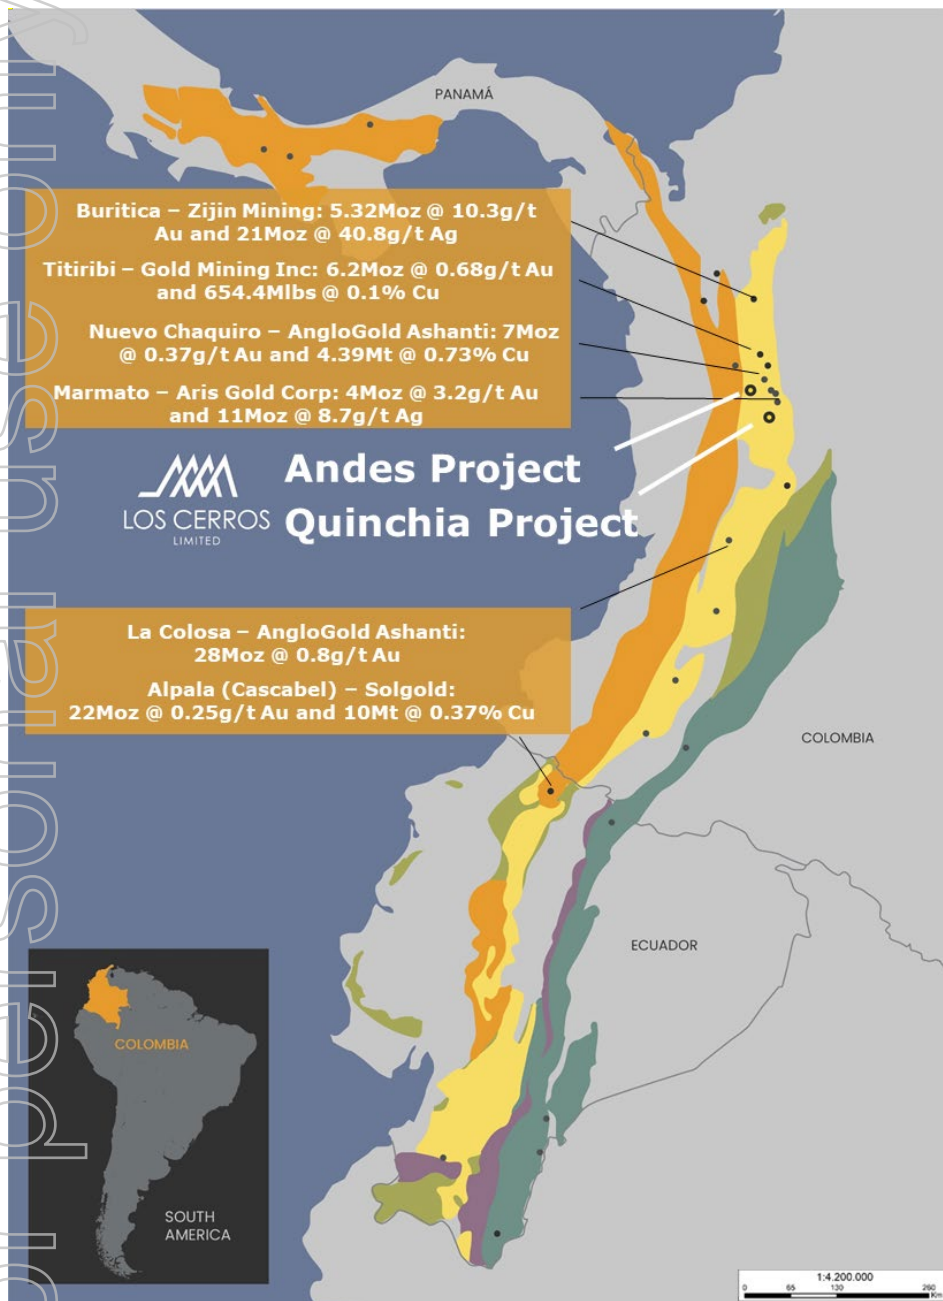 For personal use only
PANAMÁ
Buritica – Zijin Mining: 5.32Moz @ 10.3g/t
Au and 21Moz @ 40.8g/t Ag
Titiribi – Gold Mining Inc: 6.2Moz @ 0.68g/t Au
and 654.4Mlbs @ 0.1% Cu
Nuevo Chaquiro – AngloGold Ashanti: 7Moz
@ 0.37g/t Au and 4.39Mt @ 0.73% Cu
Marmato – Aris Gold Corp: 4Moz @ 3.2g/t Au
and 11Moz @ 8.7g/t Ag
LOS CERROS
LIMITED
Andes Project
Quinchia Project
La Colosa – AngloGold Ashanti:
28Moz @ 0.8g/t Au
Alpala (Cascabel) – Solgold:
22Moz @ 0.25g/t Au and 10Mt @ 0.37% Cu
COLOMBIA
ECUADOR
COLOMBIA
SOUTH
AMERICA
1:4.200.000
0 65 130 260
Km